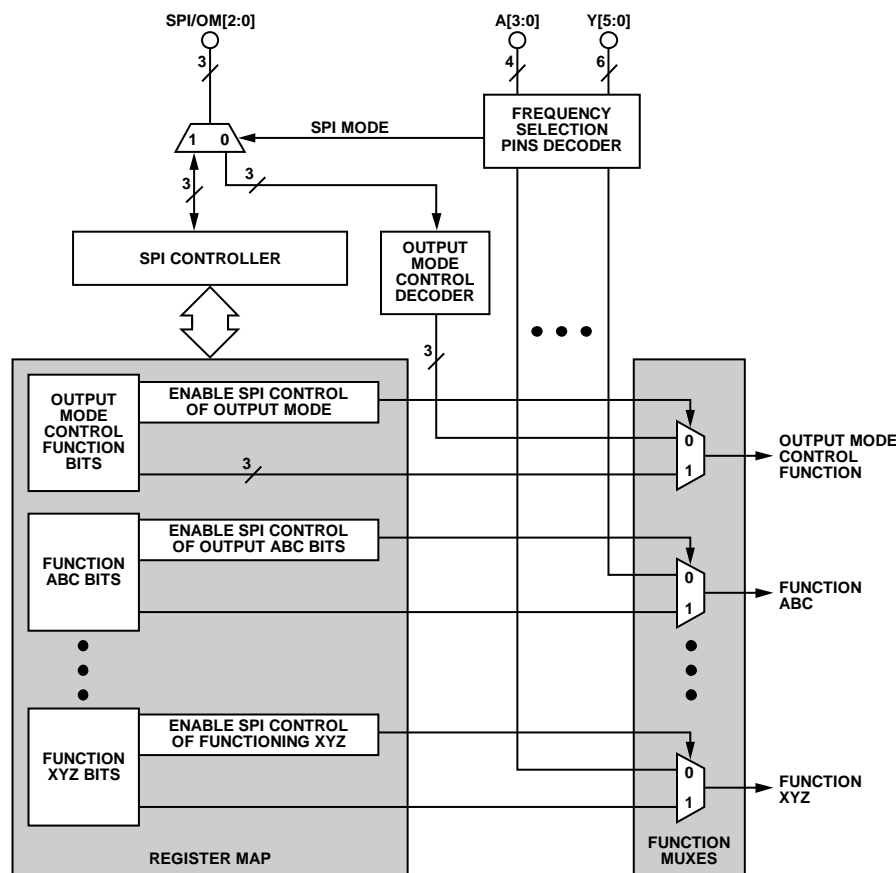 SPI/OM[2:0]
A[3:0]
Y[5:0]
3
4
6
FREQUENCY
SELECTION
PINS DECODER
SPI MODE
1 0
3
3
SPI CONTROLLER
OUTPUT
MODE
CONTROL
DECODER
3
OUTPUT
MODE
CONTROL
FUNCTION
BITS
ENABLE SPI CONTROL
OF OUTPUT MODE
3
0
1
OUTPUT MODE
CONTROL
FUNCTION
FUNCTION
ABC BITS
ENABLE SPI CONTROL
OF OUTPUT ABC BITS
0
1
FUNCTION
ABC
FUNCTION
XYZ BITS
ENABLE SPI CONTROL
OF FUNCTIONING XYZ
0
1
FUNCTION
XYZ
REGISTER MAP
FUNCTION
MUXES